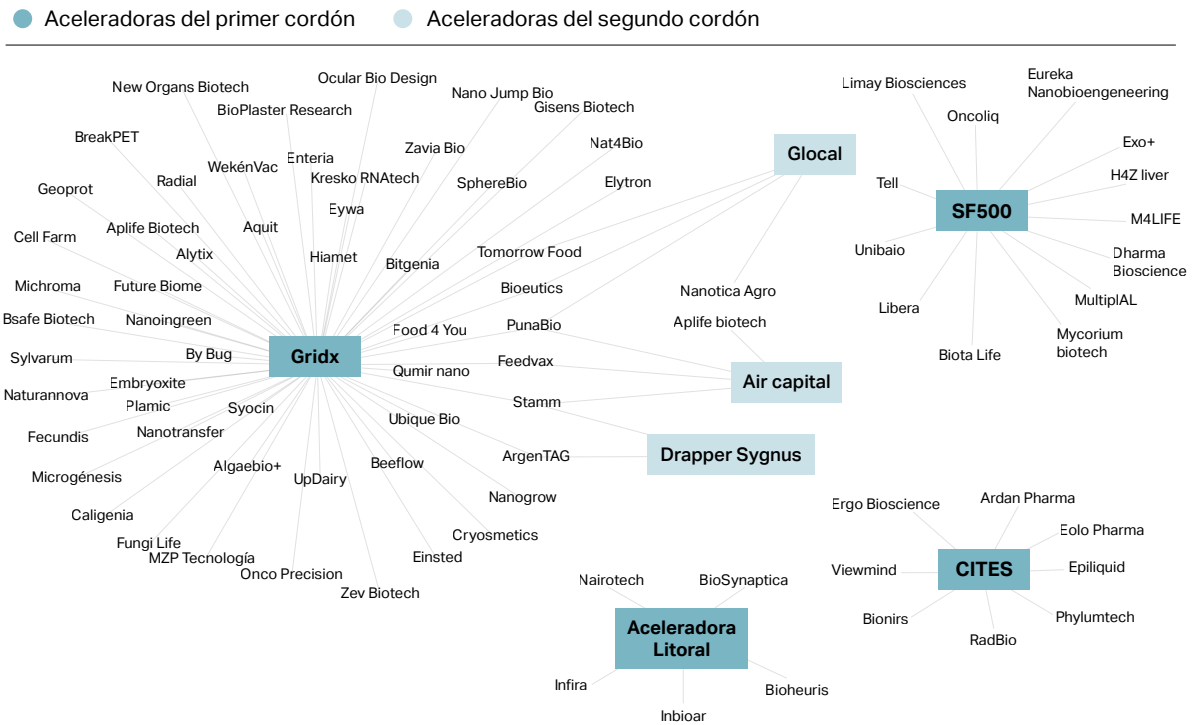 Aceleradoras del primer cordón
Aceleradoras del segundo cordón
New Organs Biotech
Ocular Bio Design
BioPlaster Research
Nano Jump Bio
Gisens Biotech
BreakPET
Zavia Bio
Nat4Bio
WekénVac
Enteria
Kresko RNAtech
Radial
Geoprot
SphereBio
Elytron
Eywa
Aplife Biotech
Aquit
Cell Farm
Alytix
Hiamet
Bitgenia
Tomorrow Food
Michroma
Future Biome
Bioeutics
Bsafe Biotech
Nanoingreen
Food 4 You
PunaBio
Sylvarum
By Bug
Gridx
Feedvax
Qumir nano
Naturannova
Embryoxite
Plamic
Syocin
Stamm
Ubique Bio
Fecundis
Nanotransfer
ArgenTAG
Microgénesis
Algaebio+
UpDairy
Beeflow
Nanogrow
Caligenia
Fungi Life
MZP Tecnología
Onco Precision
Zev Biotech
Einsted
Cryosmetics
Glocal
Nanotica Agro
Aplife biotech
Air capital
Drapper Sygnus
Limay Biosciences
Eureka
Nanobioengeneering
Oncoliq
Exo+
H4Z liver
Tell
SF500
M4LIFE
Unibaio
Dharma
Bioscience
Libera
MultiplAL
Mycorium
biotech
Biota Life
Ergo Bioscience
Ardan Pharma
Eolo Pharma
Viewmind
CITES
Epiliquid
Bionirs
Phylumtech
RadBio
Nairotech
BioSynaptica
Aceleradora
Litoral
Infira
Bioheuris
Inbioar